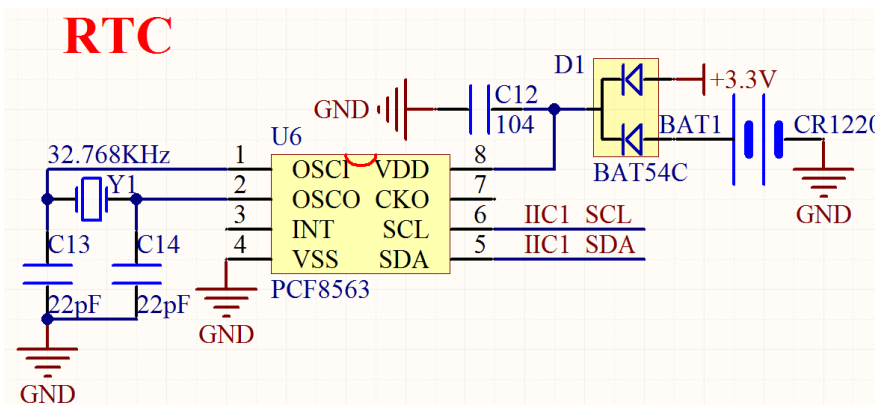 RTC
D1
+3.3V
GND
C12
104
BAT1
CR1220
U6
BAT54C
32.768KHz
1
OSCI
VDD
8
GND
Y1
2
OSCO
CKO
7
3
INT
SCL
6
IIC1 SCL
C13
C14
4
VSS
SDA
5
IIC1 SDA
PCF8563
22pF
22pF
GND
GND